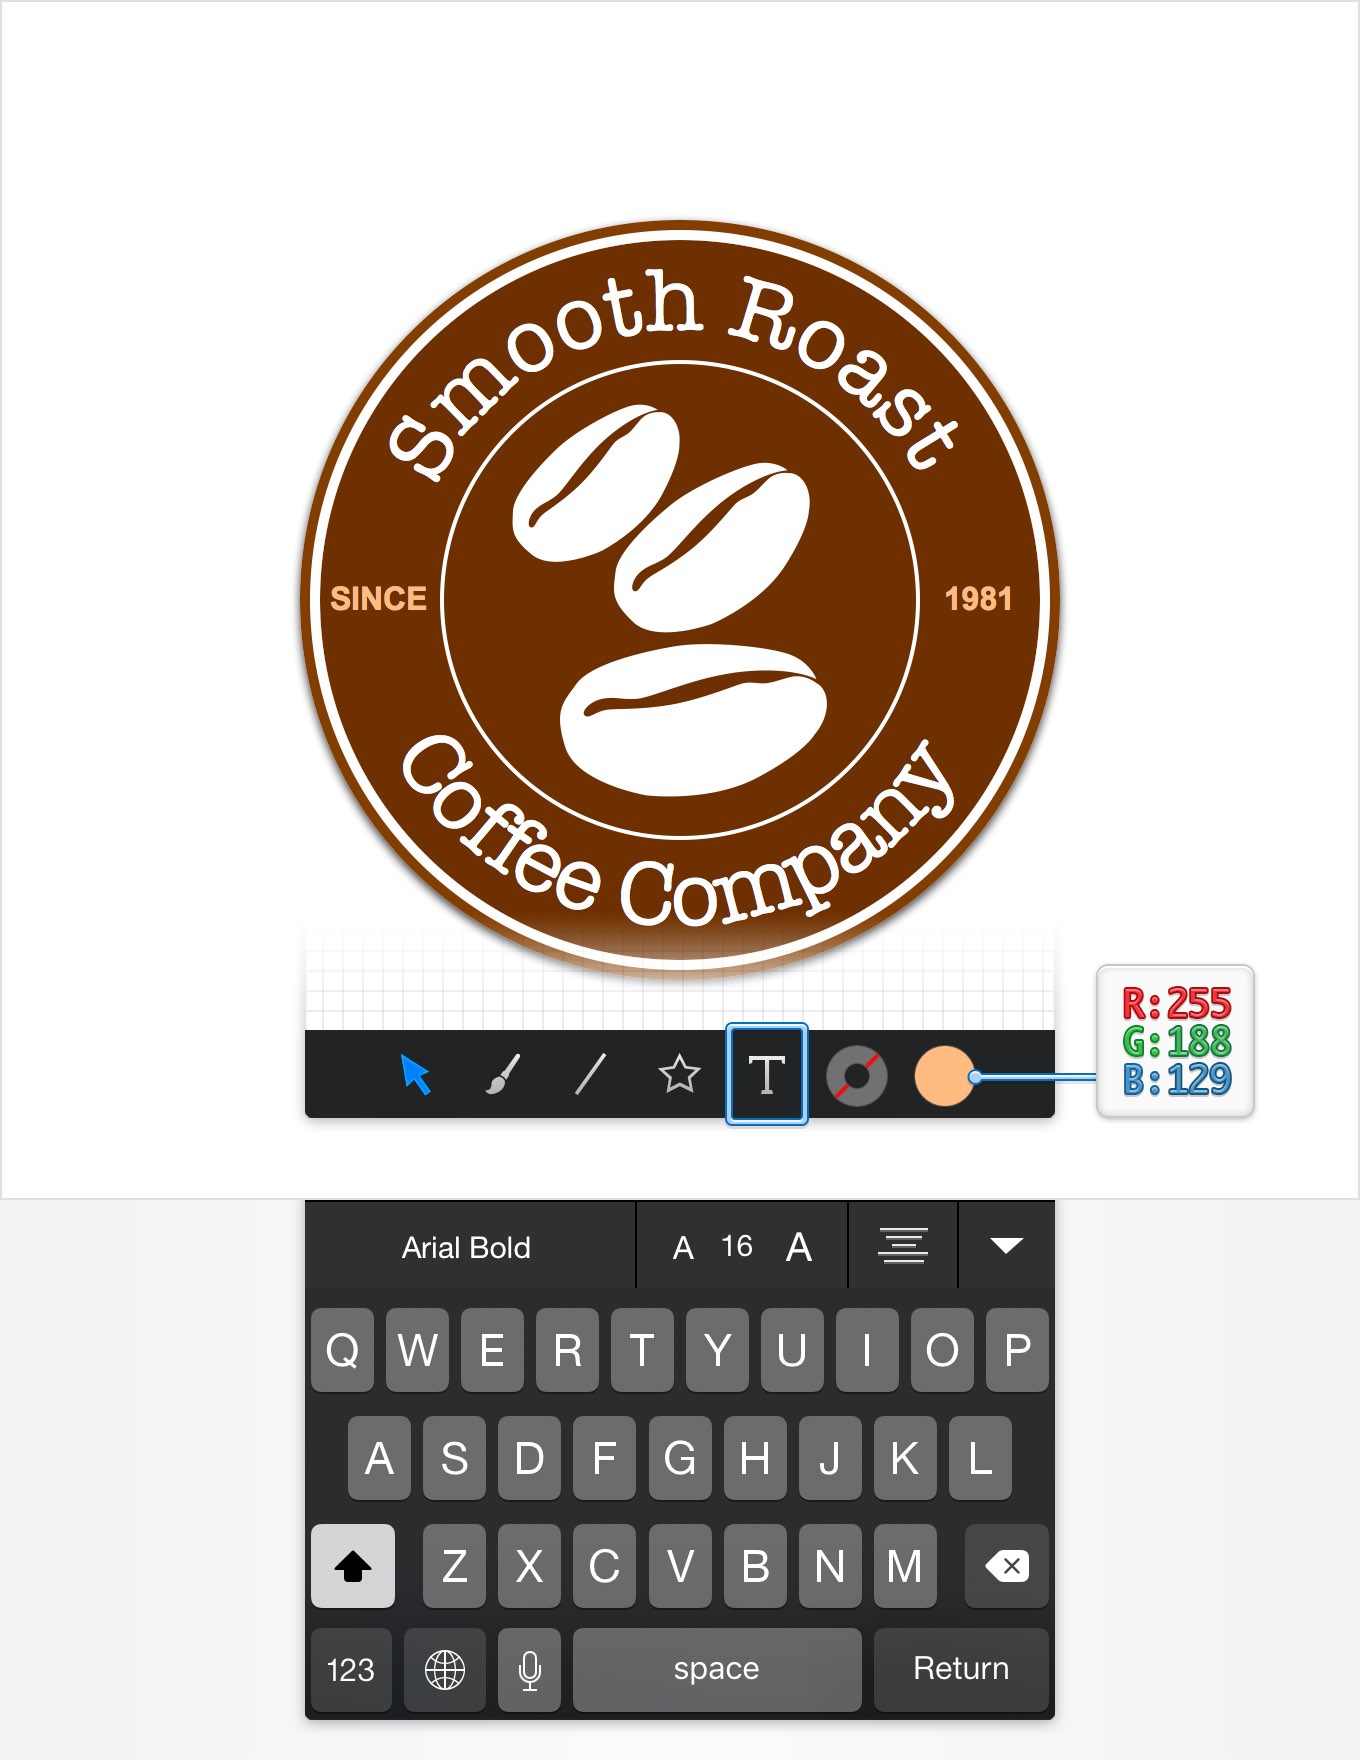 Smooth Roast
SINCE 1981
Coffee Company
R:255
G:188
B:129
T
Arial Bold A 16 A
Q W E R T Y U I O P
A S D F G H J K L
Z X C V B N M
123 space Return